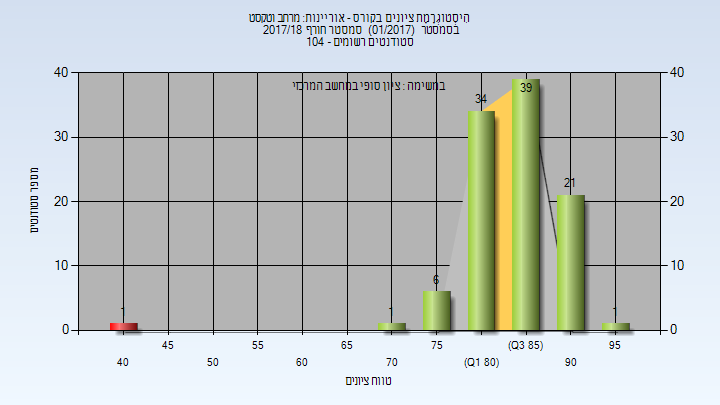 היסטוגרמת ציונים בקורס - אוריינות: מרחב וטקסט
בסמסטר (01/2017) סמסטר חורף 2017/18
סטודנטים רשומים - 104
במשימה : ציון סופי במחשב המרכזי
40 40
30 30
20 20
10 10
0 0
מספר סטודנטים
1 1 6 34 39 21 1
45 55 65 75 (Q3 85) 95
40 50 60 70 (Q1 80) 90
טווח ציונים